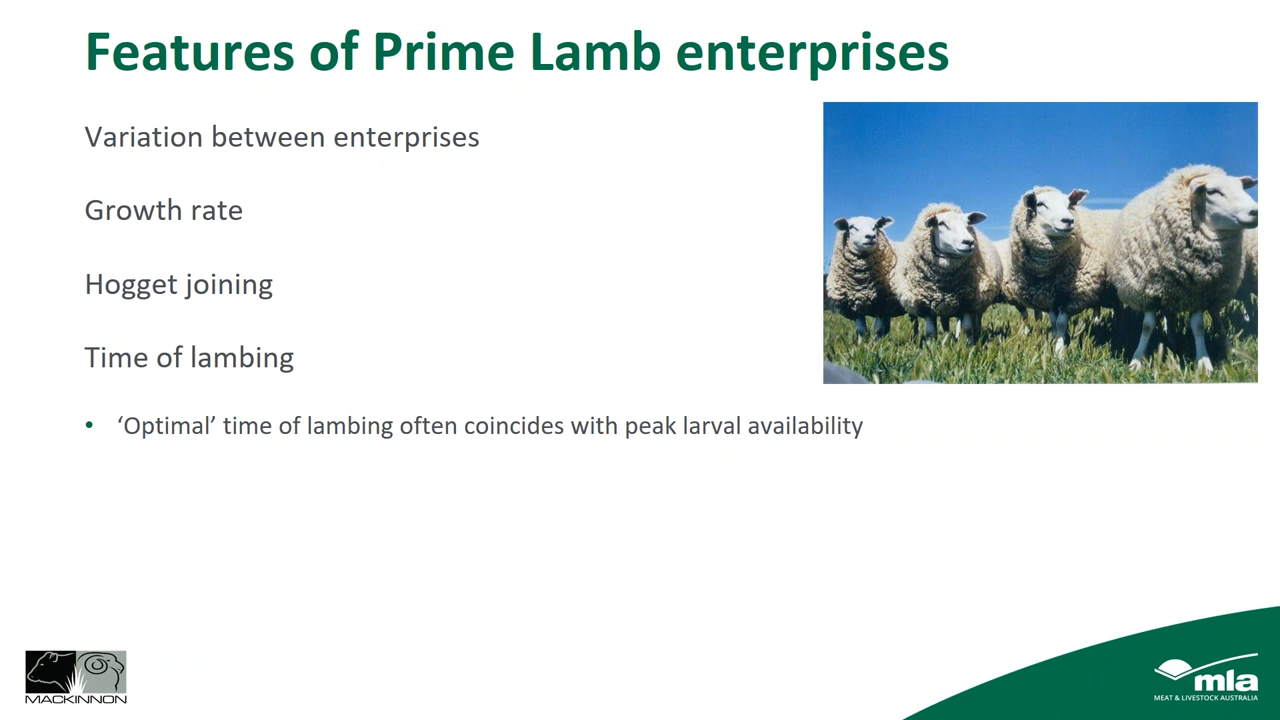 Features of Prime Lamb enterprises
Variation between enterprises
Growth rate
Hogget joining
Time of lambing
• ‘Optimal’ time of lambing often coincides with peak larval availability
MACKINNON
mla
MEAT & LIVESTOCK AUSTRALIA